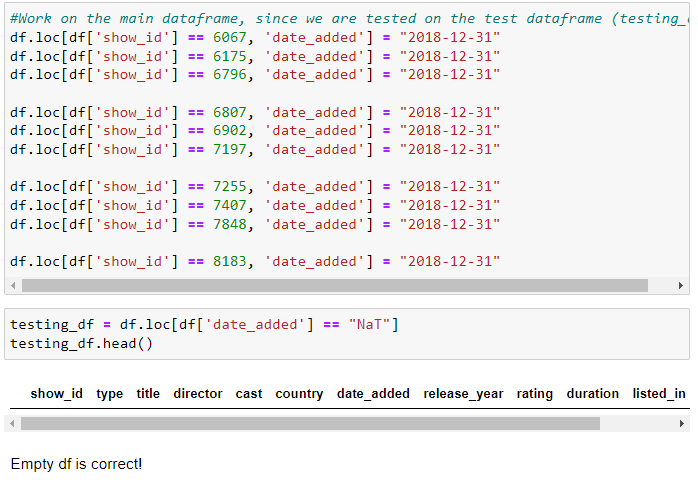 #Work on the main dataframe, since we are tested on the test dataframe (testing_
df.loc[df['show_id'] == 6067, 'date_added'] = "2018-12-31"
df.loc[df['show_id'] == 6175, 'date_added'] = "2018-12-31"
df.loc[df['show_id'] == 6796, 'date_added'] = "2018-12-31"
df.loc[df['show_id'] == 6807, 'date_added'] = "2018-12-31"
df.loc[df['show_id'] == 6902, 'date_added'] = "2018-12-31"
df.loc[df['show_id'] == 7197, 'date_added'] = "2018-12-31"
df.loc[df['show_id'] == 7255, 'date_added'] = "2018-12-31"
df.loc[df['show_id'] == 7407, 'date_added'] = "2018-12-31"
df.loc[df['show_id'] == 7848, 'date_added'] = "2018-12-31"
df.loc[df['show_id'] == 8183, 'date_added'] = "2018-12-31"
testing_df = df.loc[df['date_added'] == "NaT"]
testing_df.head()
show_id type title director cast country date_added release_year rating duration listed_in
Empty df is correct!